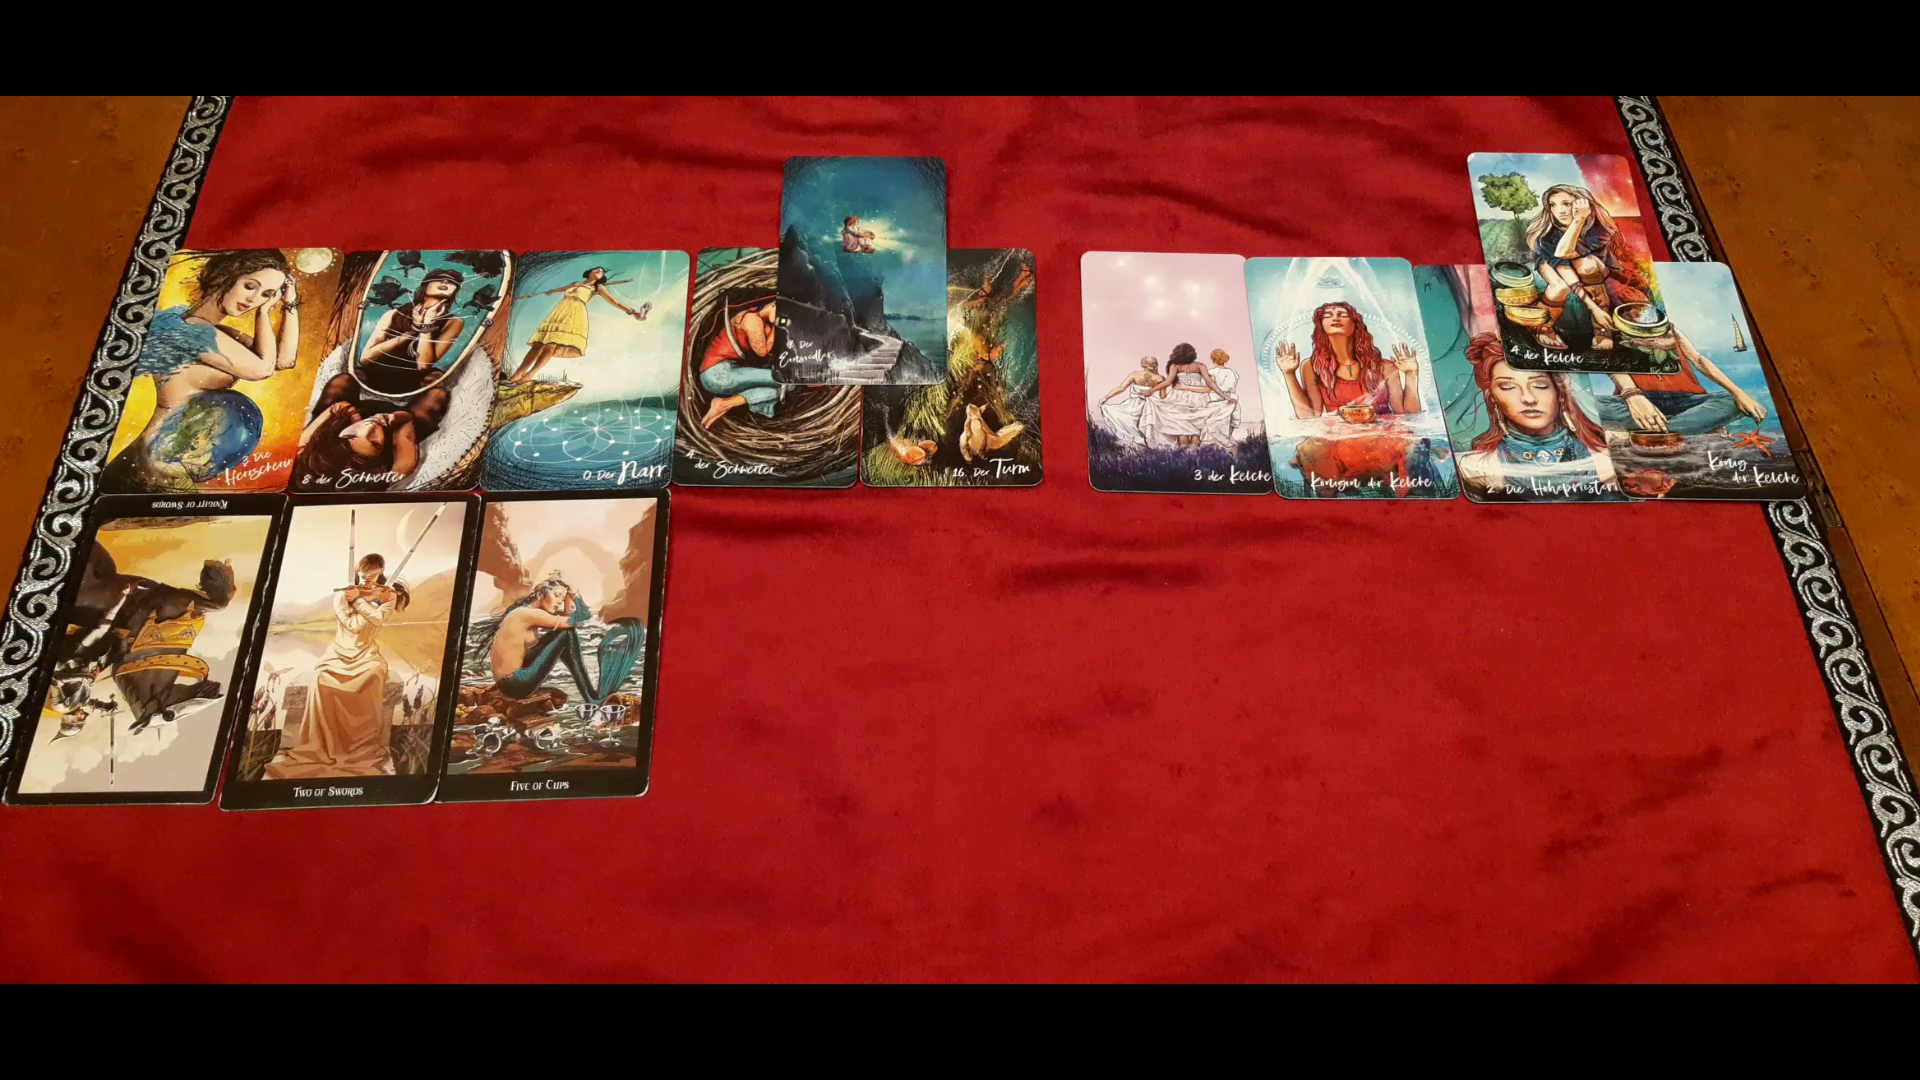 3. Die
Herrscherin
8 der Schwerter
0. Der Narr
4
der Schwerter
9. Der
Einsiedler
16. Der Turm
3 der Kelche
Königin der Kelche
2. Die Hohepriesterin
4 der Kelche
König
der Kelche
KNIGHT OF SWORDS
TWO OF SWORDS
FIVE OF CUPS